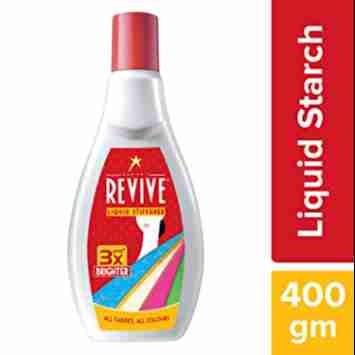 REVIVE
LIQUID STIFFENER
3x
BRIGHTER
ALL FABRICS, ALL COLOURS
Liquid Starch
400
gm